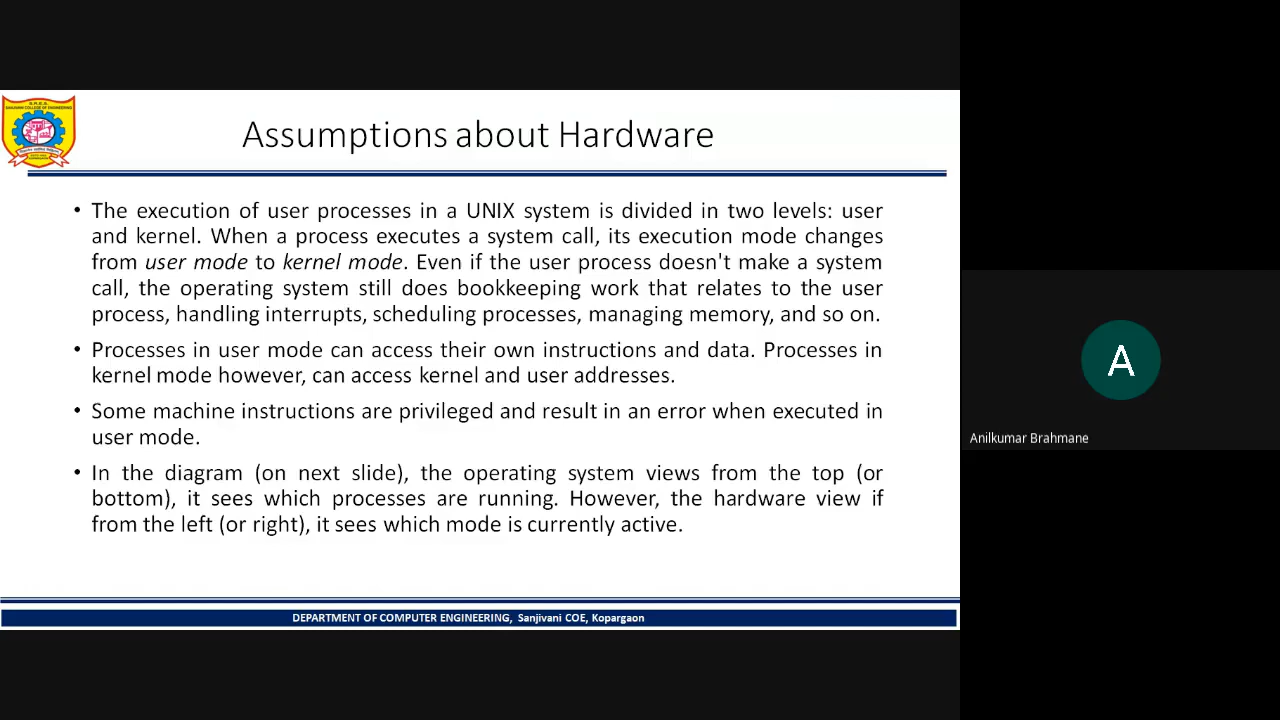 Assumptions about Hardware
• The execution of user processes in a UNIX system is divided in two levels: user
and kernel. When a process executes a system call, its execution mode changes
from user mode to kernel mode. Even if the user process doesn't make a system
call, the operating system still does bookkeeping work that relates to the user
process, handling interrupts, scheduling processes, managing memory, and so on.
• Processes in user mode can access their own instructions and data. Processes in
kernel mode however, can access kernel and user addresses.
• Some machine instructions are privileged and result in an error when executed in
user mode.
• In the diagram (on next slide), the operating system views from the top (or
bottom), it sees which processes are running. However, the hardware view if
from the left (or right), it sees which mode is currently active.
DEPARTMENT OF COMPUTER ENGINEERING, Sanjivani COE, Kopargaon
A
Anilkumar Brahmane